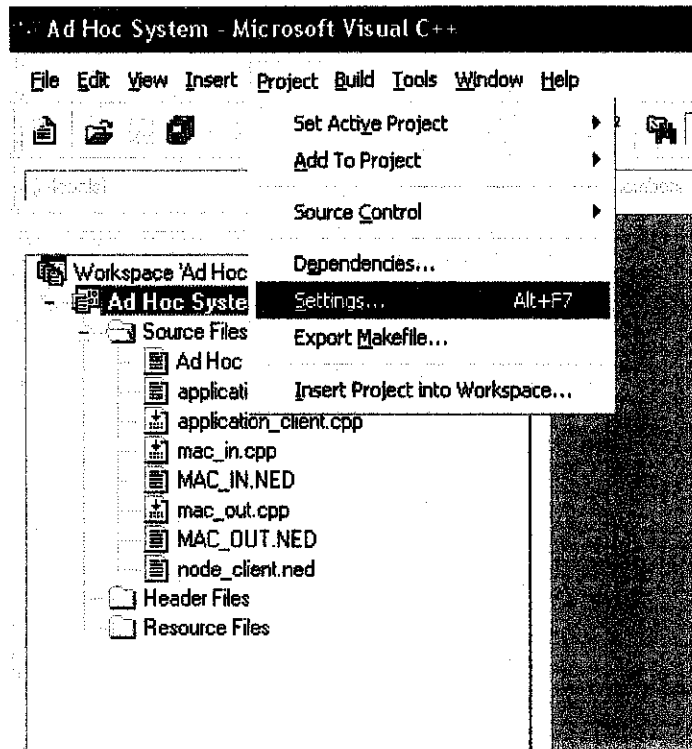 Ad Hoc System - Microsoft Visual C++
File Edit View Insert Project Build Tools Window Help
Set Active Project
Add To Project
Source Control
Dependencies...
Settings... Alt+F7
Export Makefile...
Insert Project into Workspace...
Workspace 'Ad Hoc
Ad Hoc Syste
Source Files
Ad Hoc
applicati
application_client.cpp
mac_in.cpp
MAC_IN.NED
mac_out.cpp
MAC_OUT.NED
node_client.ned
Header Files
Resource Files